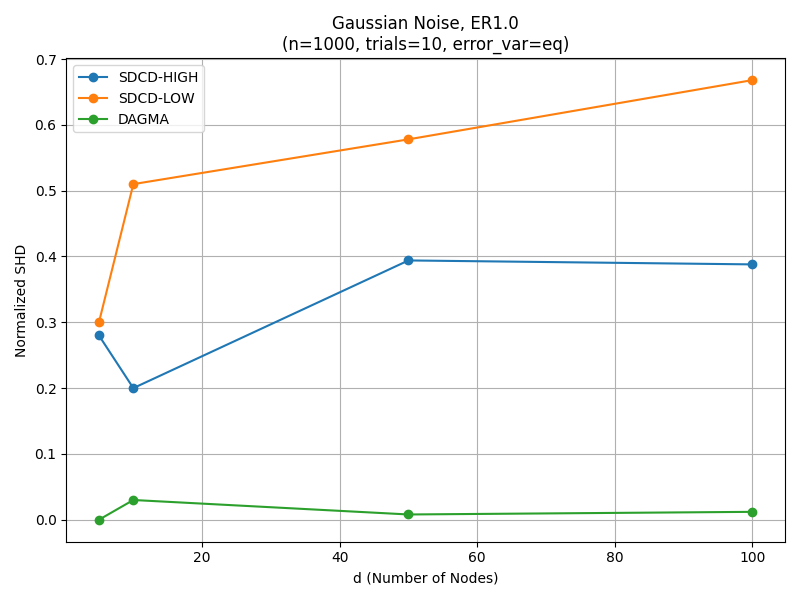 Gaussian Noise, ER1.0
(n=1000, trials=10, error_var=eq)
SDCD-HIGH
SDCD-LOW
DAGMA
Normalized SHD
0.7
0.6
0.5
0.4
0.3
0.2
0.1
0.0
20
40
60
80
100
d (Number of Nodes)